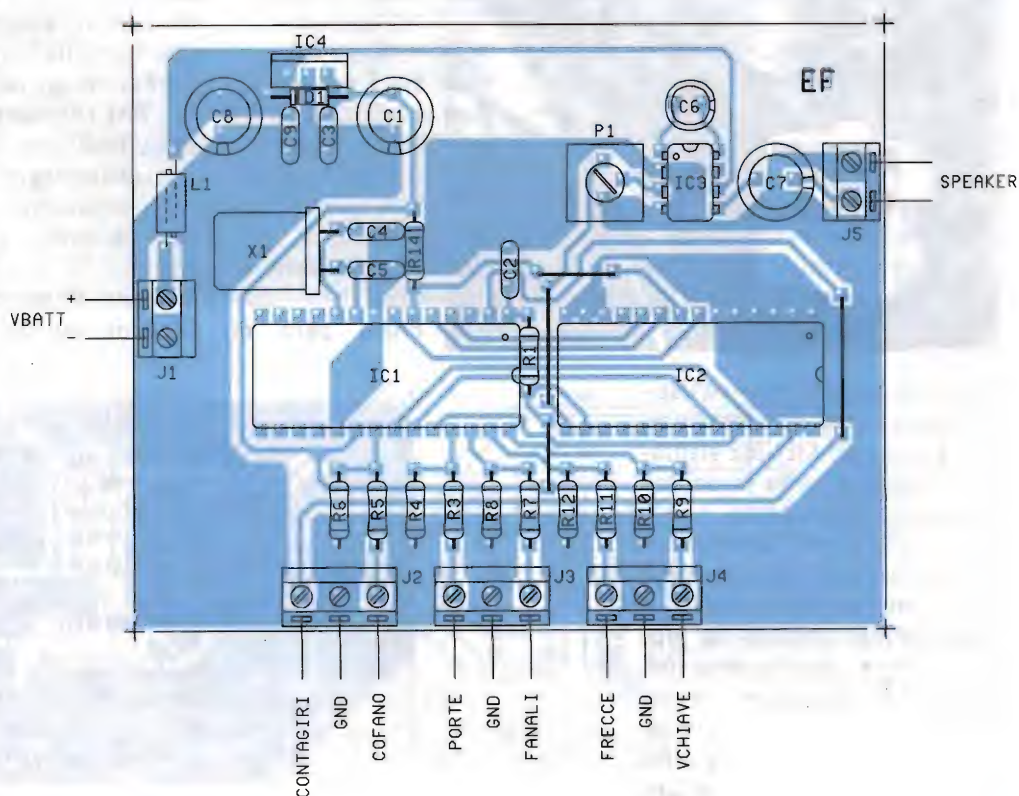 IC4
EF
D1
C8
C9
C3
C1
C6
P1
L1
IC3
C7
SPEAKER
J5
X1
C4
C5
R14
C2
+
VBATT
-
J1
IC1
R1
IC2
R6
R5
R4
R3
R8
R7
R12
R11
R10
R9
J2
J3
J4
CONTAGIRI
GND
COFANO
PORTE
GND
FANALI
FRECCE
GND
VCHIAVE